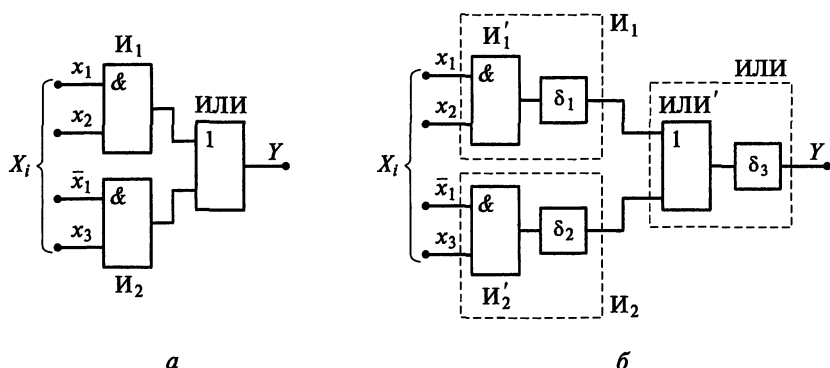 И₁
x₁
&
x₂
ИЛИ
1
Y
Xᵢ
x̄₁
&
x₃
И₂
а
И₁
И₁′
x₁
&
δ₁
x₂
ИЛИ
ИЛИ′
1
δ₃
Y
Xᵢ
x̄₁
&
δ₂
x₃
И₂′
И₂
б